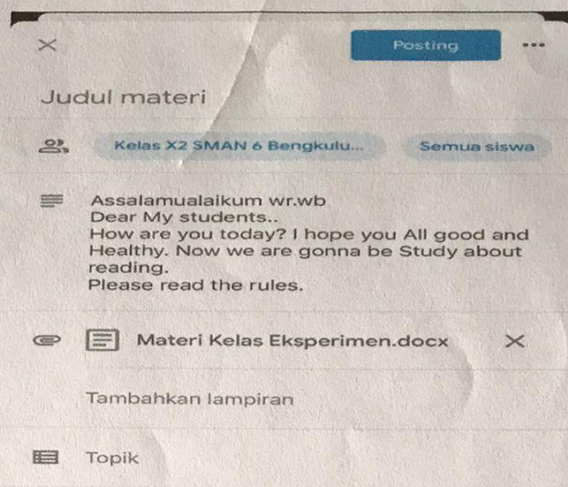 Posting
Judul materi
Kelas X2 SMAN 6 Bengkulu...
Semua siswa
Assalamualaikum wr.wb
Dear My students..
How are you today? I hope you All good and
Healthy. Now we are gonna be Study about
reading.
Please read the rules.
Materi Kelas Eksperimen.docx
Tambahkan lampiran
Topik